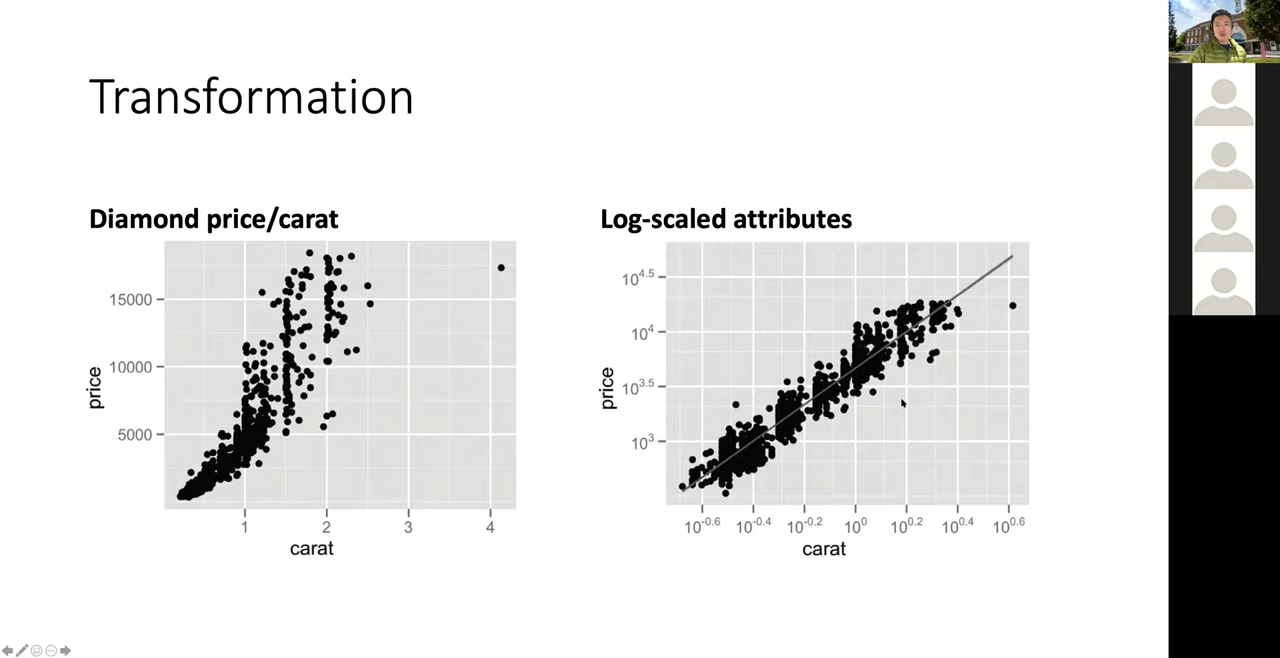 Transformation
Diamond price/carat
15000
10000
5000
price
1 2 3 4
carat
Log-scaled attributes
10^4.5
10^4
10^3.5
10^3
price
10^-0.6 10^-0.4 10^-0.2 10^0 10^0.2 10^0.4 10^0.6
carat